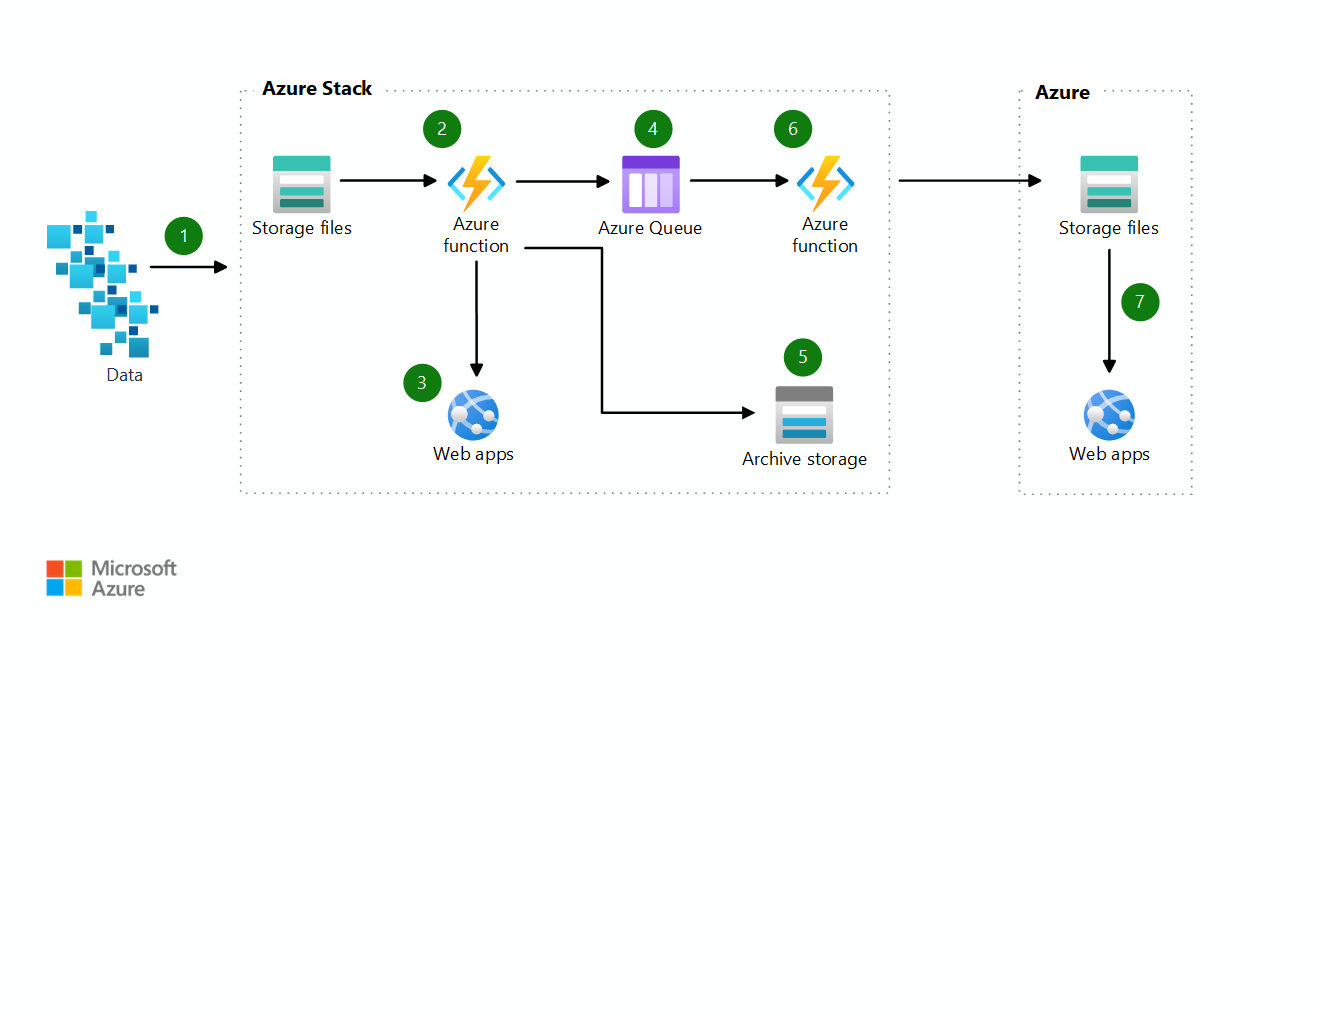 Azure Stack
Azure
2
4
6
1
Storage files
Azure
function
Azure Queue
Azure
function
Storage files
7
Data
3
5
Web apps
Archive storage
Web apps
Microsoft
Azure